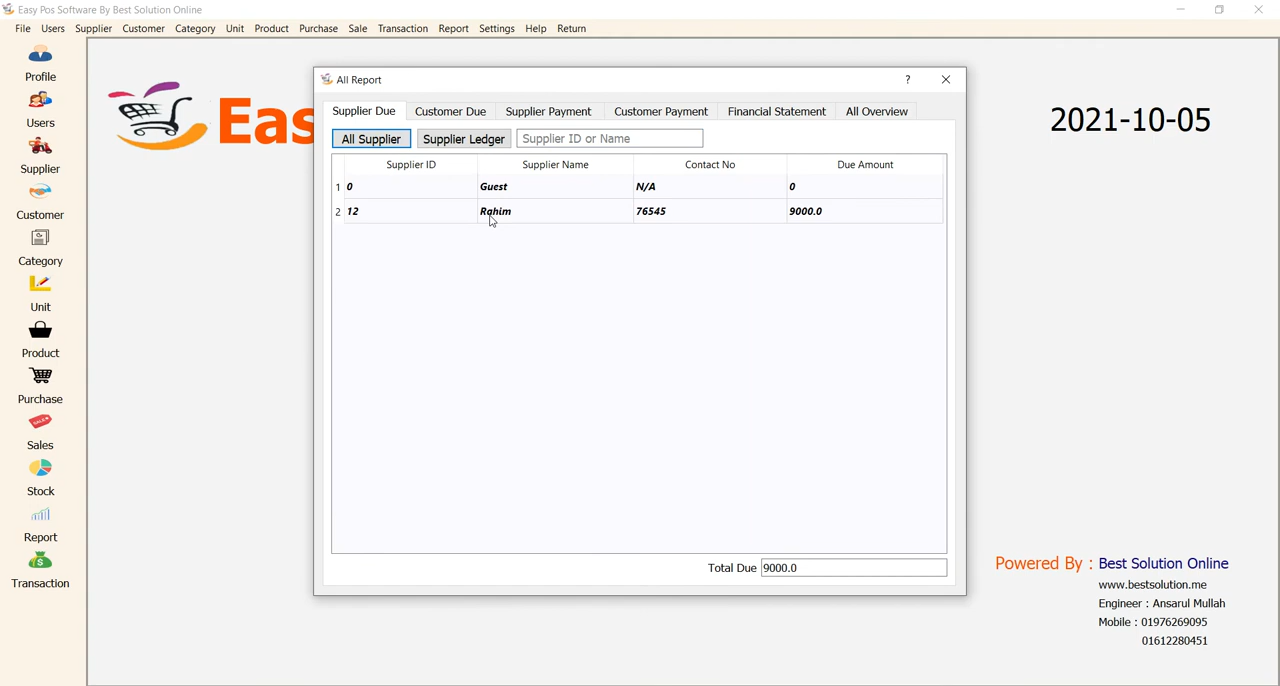 Easy Pos Software By Best Solution Online
File Users Supplier Customer Category Unit Product Purchase Sale Transaction Report Settings Help Return
Profile
Users
Supplier
Customer
Category
Unit
Product
Purchase
SALE
Sales
Stock
Report
$
Transaction
Eas
2021-10-05
All Report ?
Supplier Due Customer Due Supplier Payment Customer Payment Financial Statement All Overview
All Supplier Supplier Ledger Supplier ID or Name
Supplier ID Supplier Name Contact No Due Amount
1 0 Guest N/A 0
2 12 Rahim 76545 9000.0
Total Due 9000.0
Powered By : Best Solution Online
www.bestsolution.me
Engineer : Ansarul Mullah
Mobile : 01976269095
01612280451